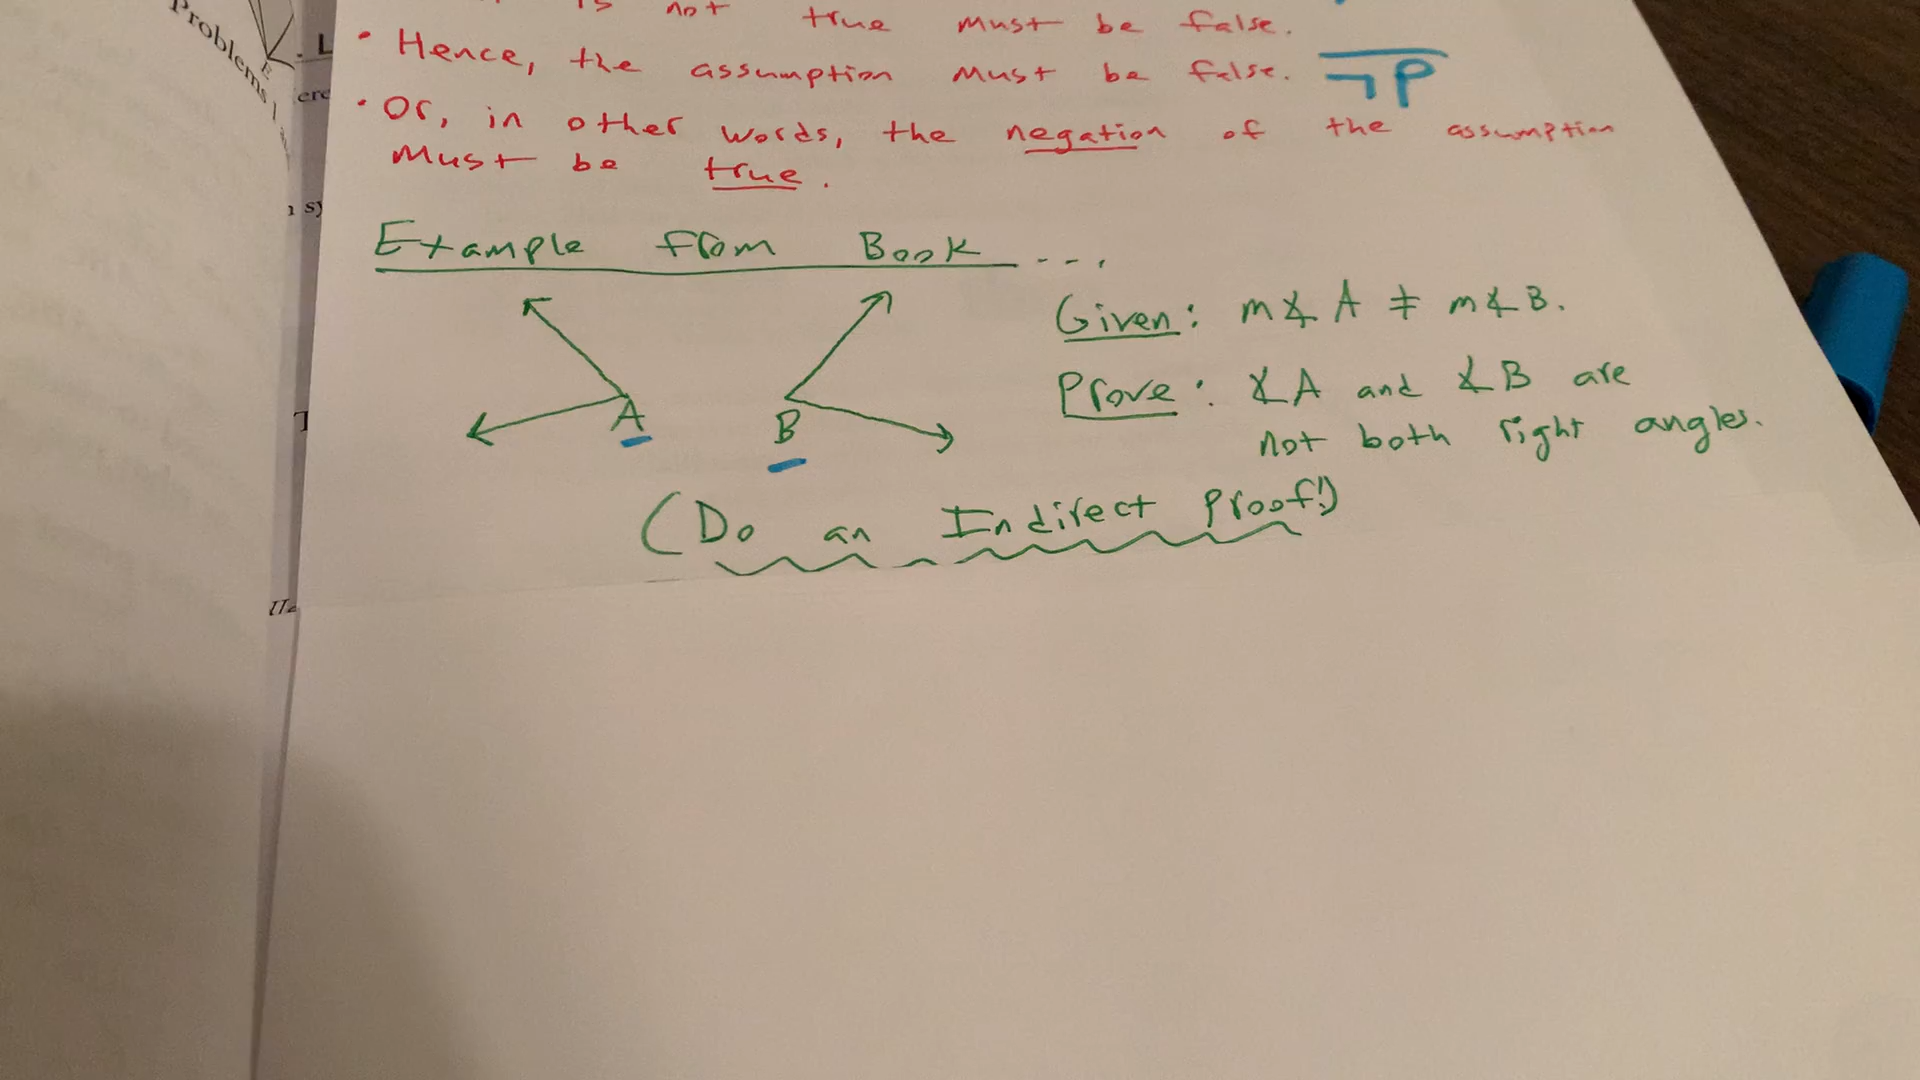 is not true must be false.
• Hence, the assumption must be false. ¬P
• Or, in other words, the negation of the assumption
must be true.
Example from Book ....
Given: m∡A ≠ m∡B.
Prove: ∡A and ∡B are
not both right angles.
A
B
(Do an Indirect Proof!)
Problems
E
. L
ere